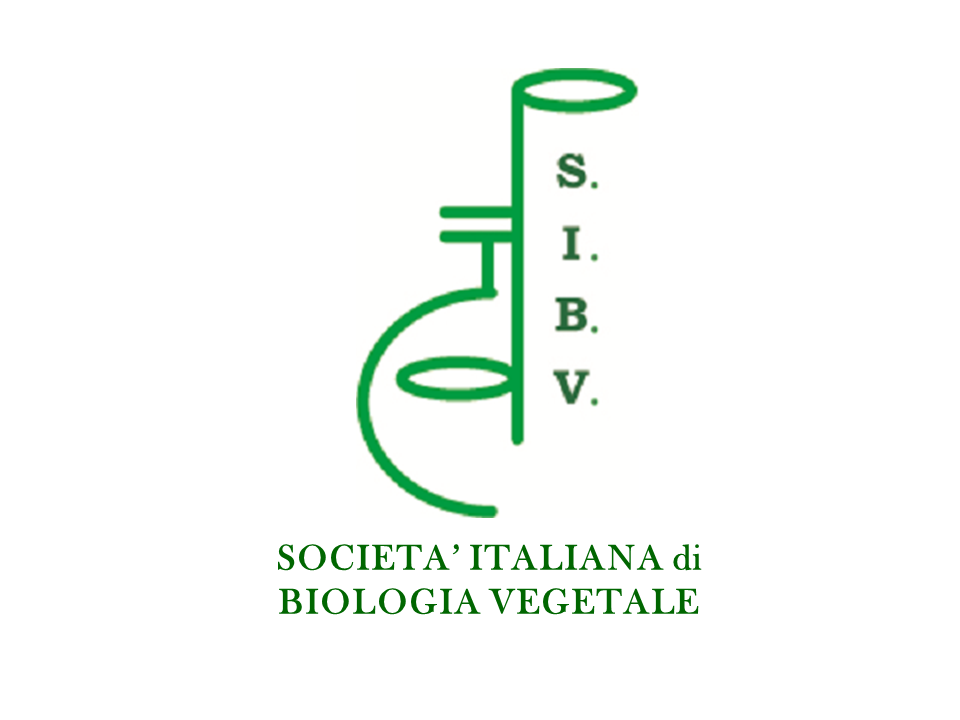 S.
I.
B.
V.
SOCIETA’ ITALIANA di
BIOLOGIA VEGETALE